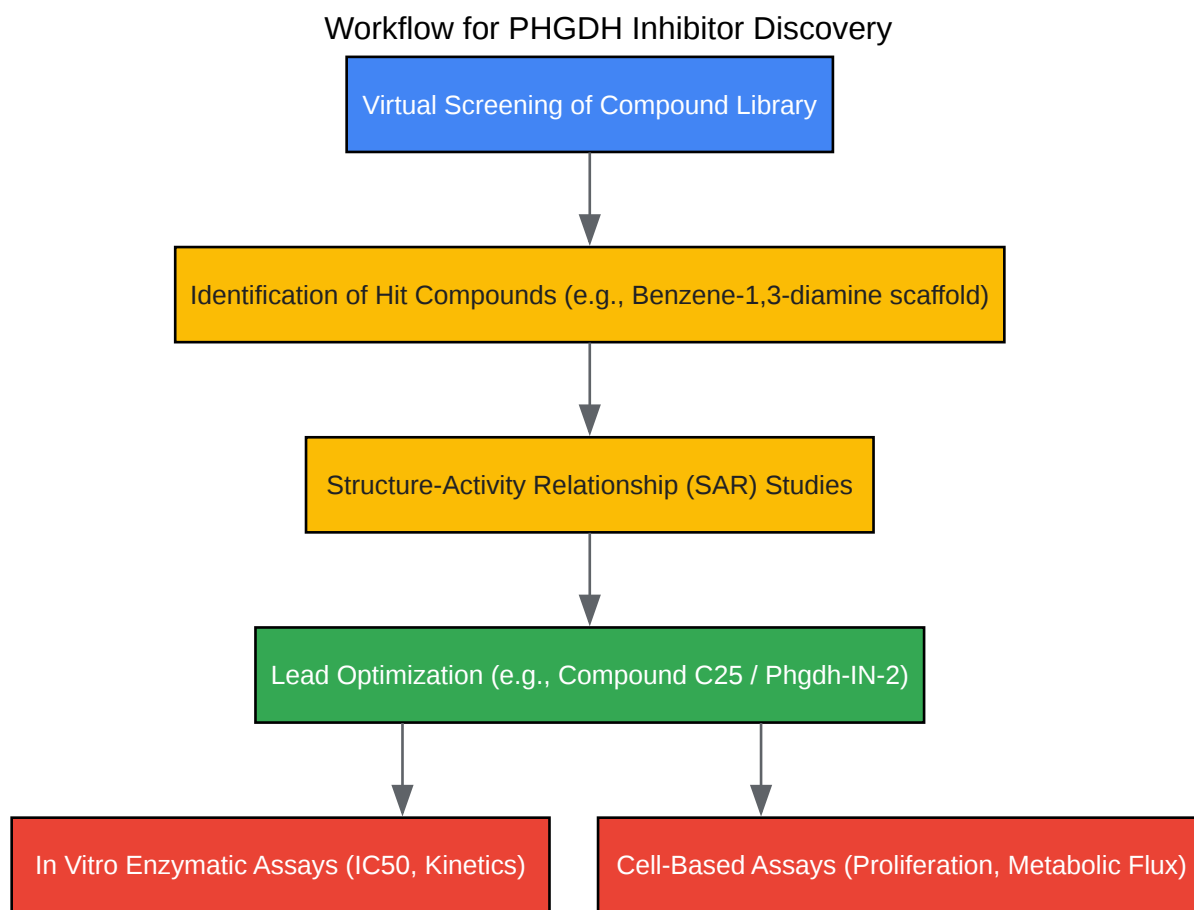 Workflow for PHGDH Inhibitor Discovery
Virtual Screening of Compound Library
Identification of Hit Compounds (e.g., Benzene-1,3-diamine scaffold)
Structure-Activity Relationship (SAR) Studies
Lead Optimization (e.g., Compound C25 / Phgdh-IN-2)
In Vitro Enzymatic Assays (IC50, Kinetics)
Cell-Based Assays (Proliferation, Metabolic Flux)